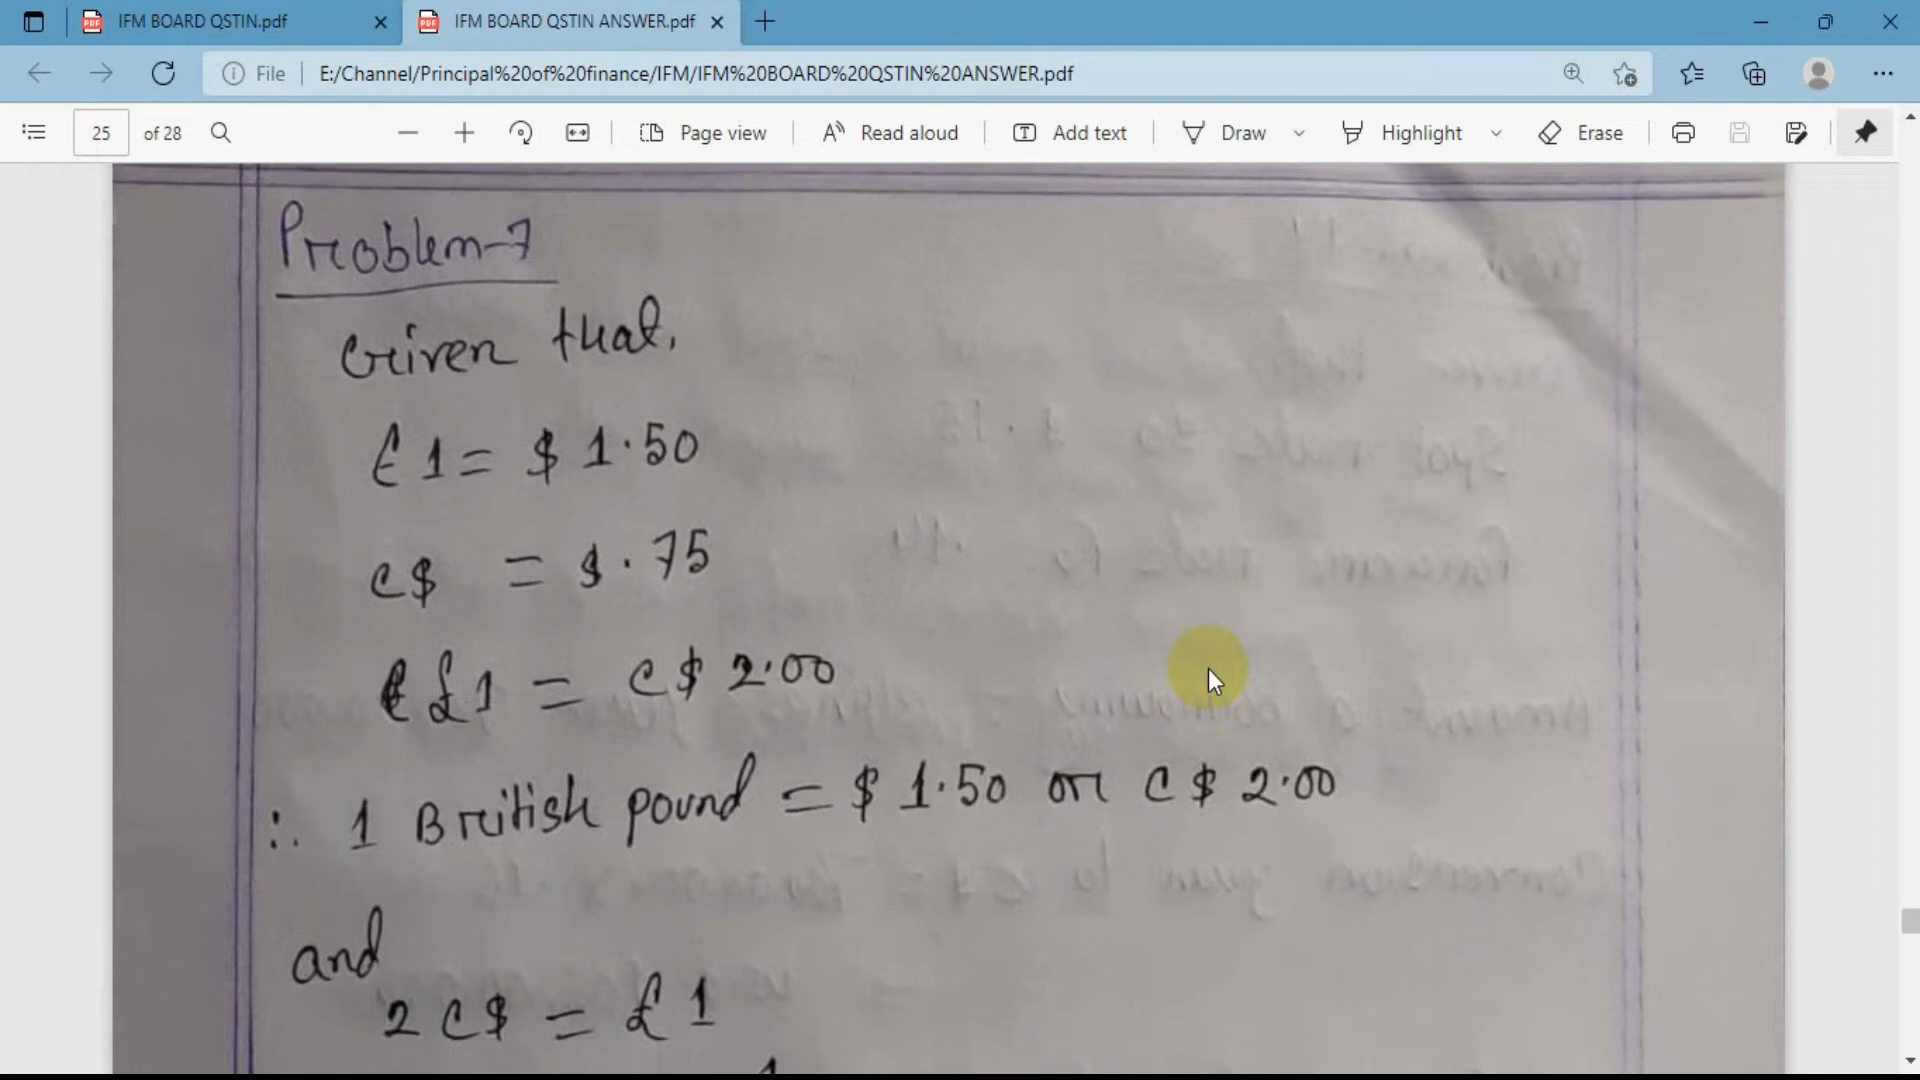 IFM BOARD QSTIN.pdf
IFM BOARD QSTIN ANSWER.pdf
File
E:/Channel/Principal%20of%20finance/IFM/IFM%20BOARD%20QSTIN%20ANSWER.pdf
25 of 28
Page view
Read aloud
Add text
Draw
Highlight
Erase
Problem-7
Given that,
£1 = $ 1.50
C$ = $ .75
£1 = C$ 2.00
∴ 1 British pound = $ 1.50 or C$ 2.00
and
2 C$ = £ 1